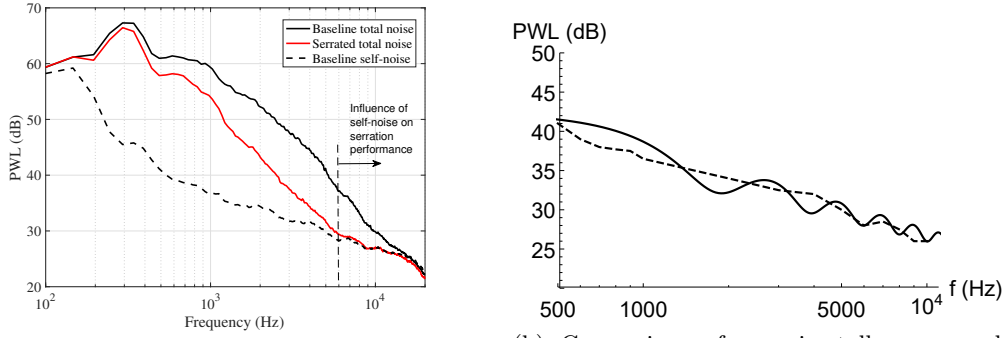 70
60
50
40
30
20
PWL (dB)
Baseline total noise
Serrated total noise
Baseline self-noise
Influence of
self-noise on
serration
performance
10^2
10^3
10^4
Frequency (Hz)
PWL (dB)
50
45
40
35
30
25
500
1000
5000
10^4
f (Hz)